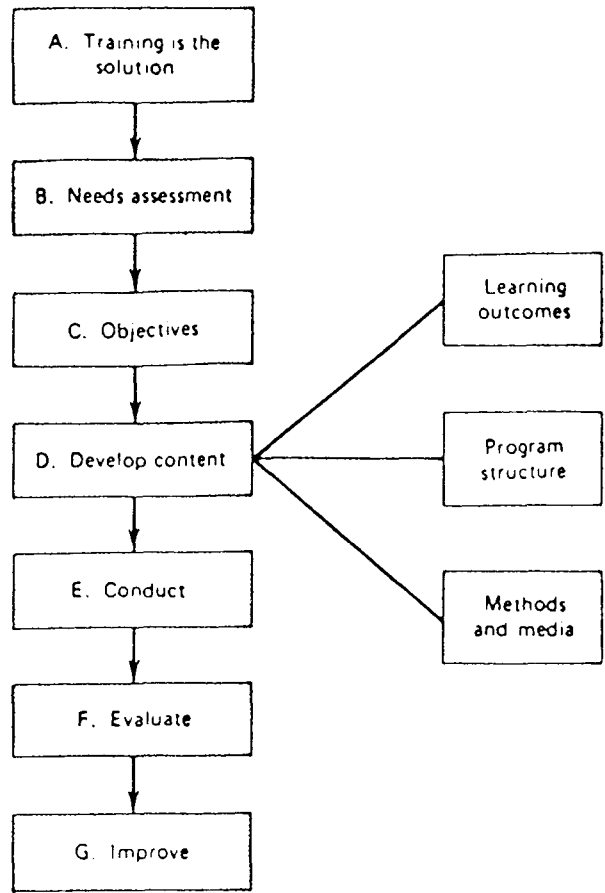 A. Training is the
solution
B. Needs assessment
C. Objectives
D. Develop content
Learning
outcomes
Program
structure
Methods
and media
E. Conduct
F. Evaluate
G. Improve